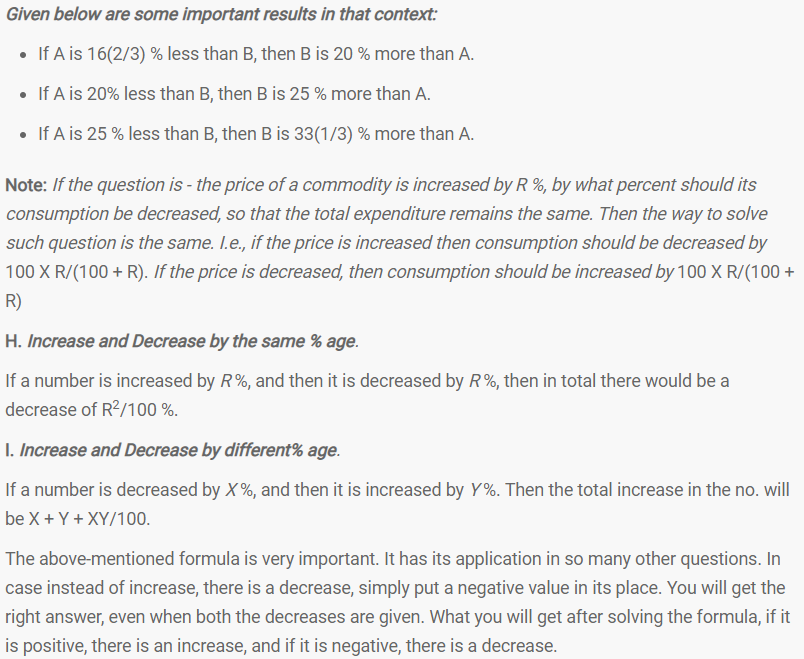 Given below are some important results in that context:
• If A is 16(2/3) % less than B, then B is 20 % more than A.
• If A is 20% less than B, then B is 25 % more than A.
• If A is 25 % less than B, then B is 33(1/3) % more than A.
Note: If the question is - the price of a commodity is increased by R %, by what percent should its
consumption be decreased, so that the total expenditure remains the same. Then the way to solve
such question is the same. I.e., if the price is increased then consumption should be decreased by
100 X R/(100 + R). If the price is decreased, then consumption should be increased by 100 X R/(100 +
R)
H. Increase and Decrease by the same % age.
If a number is increased by R%, and then it is decreased by R%, then in total there would be a
decrease of R²/100 %.
I. Increase and Decrease by different% age.
If a number is decreased by X%, and then it is increased by Y%. Then the total increase in the no. will
be X + Y + XY/100.
The above-mentioned formula is very important. It has its application in so many other questions. In
case instead of increase, there is a decrease, simply put a negative value in its place. You will get the
right answer, even when both the decreases are given. What you will get after solving the formula, if it
is positive, there is an increase, and if it is negative, there is a decrease.